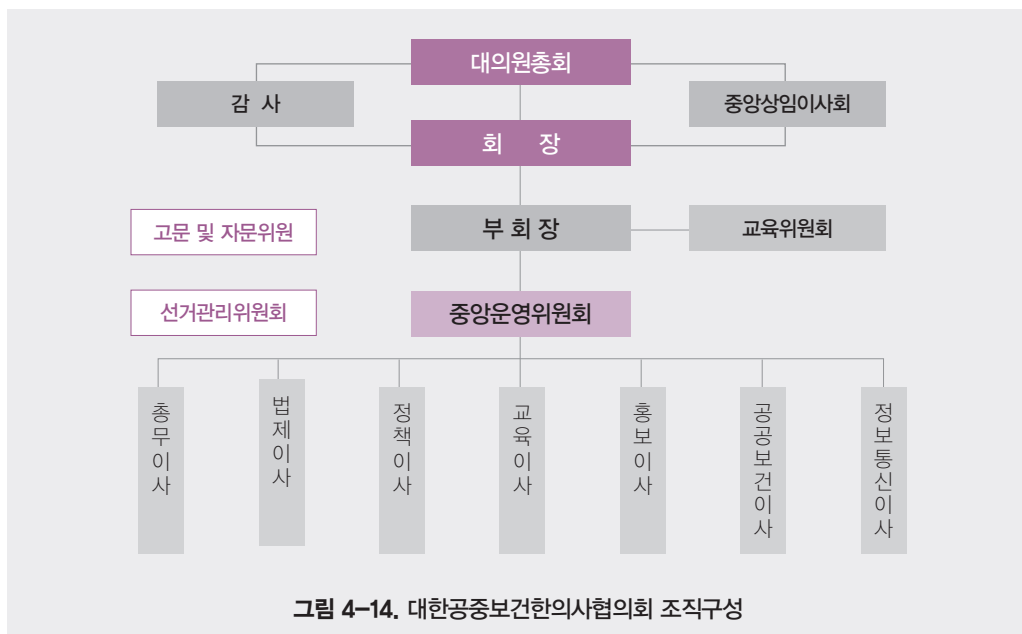 대의원총회
감 사
중앙상임이사회
회 장
고문 및 자문위원
부 회 장
교육위원회
선거관리위원회
중앙운영위원회
총무이사
법제이사
정책이사
교육이사
홍보이사
공공보건이사
정보통신이사
그림 4-14. 대한공중보건한의사협의회 조직구성